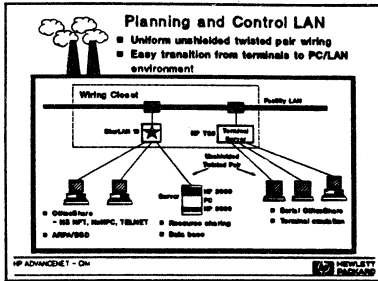 Planning and Control LAN
Uniform unshielded twisted pair wiring
Easy transition from terminals to PC/LAN
environment
Wiring Closet
Facility LAN
StarLAN 10
HP
Terminal
Server
Unshielded
Twisted Pair
Server
HP 3000
PC
HP 9000
OfficeShare
- NS NFT, NetIPC, TELNET
ARPA/BSD
Resource sharing
Data base
Serial OfficeShare
Terminal emulation
HP ADVANCENET - CIM
HEWLETT
PACKARD